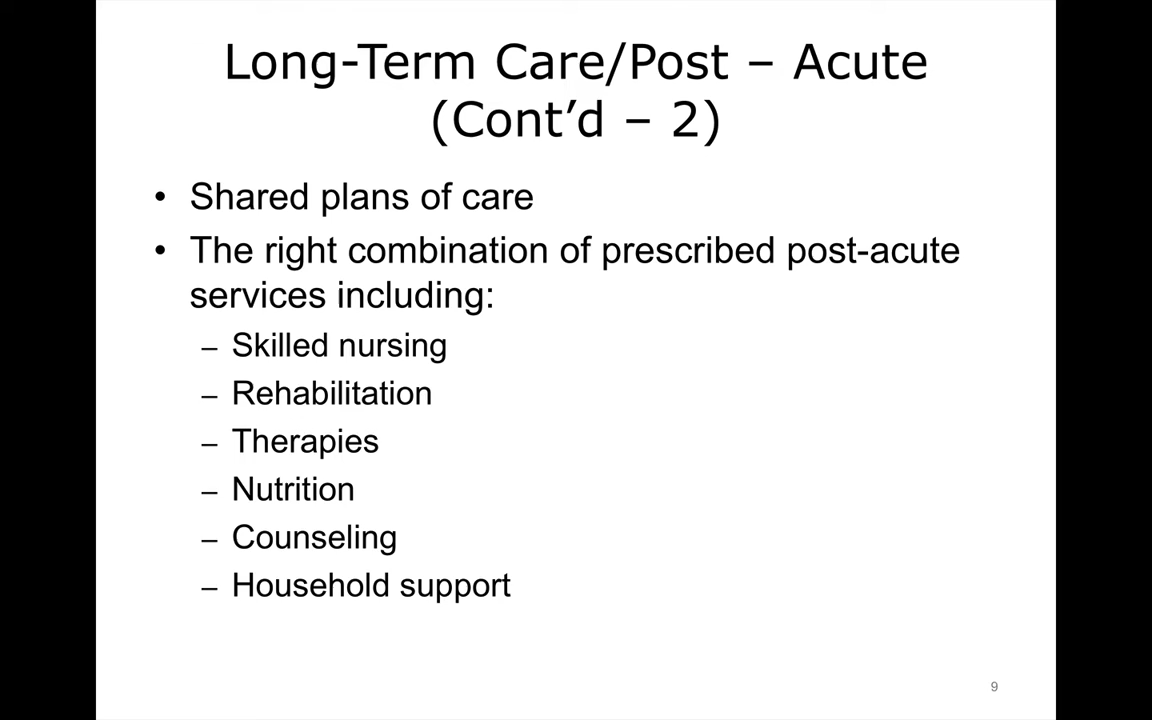 Long-Term Care/Post – Acute
(Cont’d – 2)
• Shared plans of care
• The right combination of prescribed post-acute
services including:
– Skilled nursing
– Rehabilitation
– Therapies
– Nutrition
– Counseling
– Household support
9